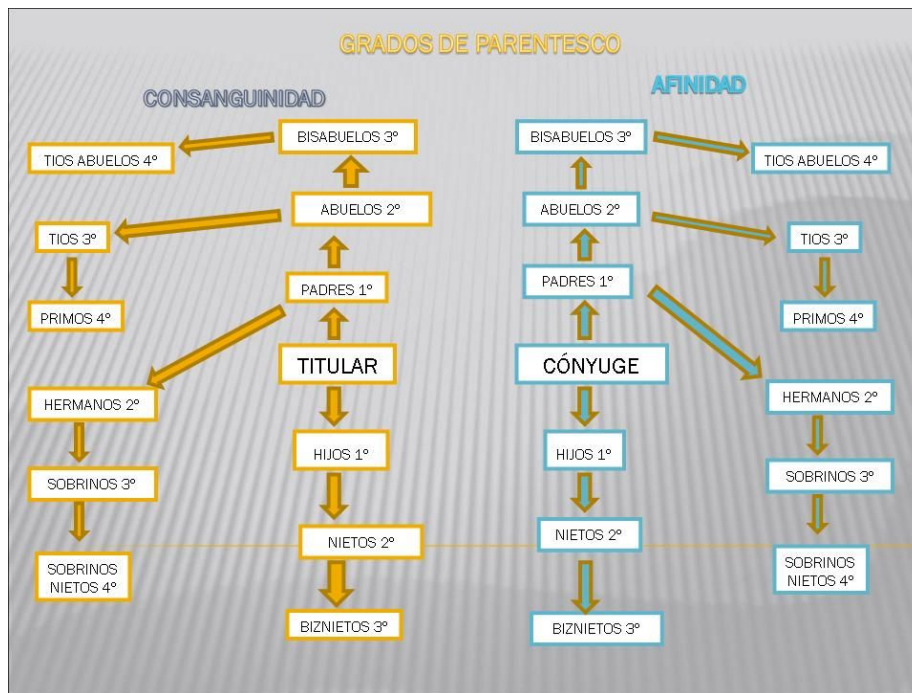 GRADOS DE PARENTESCO
CONSANGUINIDAD
BISABUELOS 3º
TIOS ABUELOS 4º
ABUELOS 2º
TIOS 3º
PADRES 1º
PRIMOS 4º
TITULAR
HERMANOS 2º
HIJOS 1º
SOBRINOS 3º
NIETOS 2º
SOBRINOS
NIETOS 4º
BIZNIETOS 3º
AFINIDAD
BISABUELOS 3º
TIOS ABUELOS 4º
ABUELOS 2º
TIOS 3º
PADRES 1º
PRIMOS 4º
CÓNYUGE
HERMANOS 2º
HIJOS 1º
SOBRINOS 3º
NIETOS 2º
SOBRINOS
NIETOS 4º
BIZNIETOS 3º